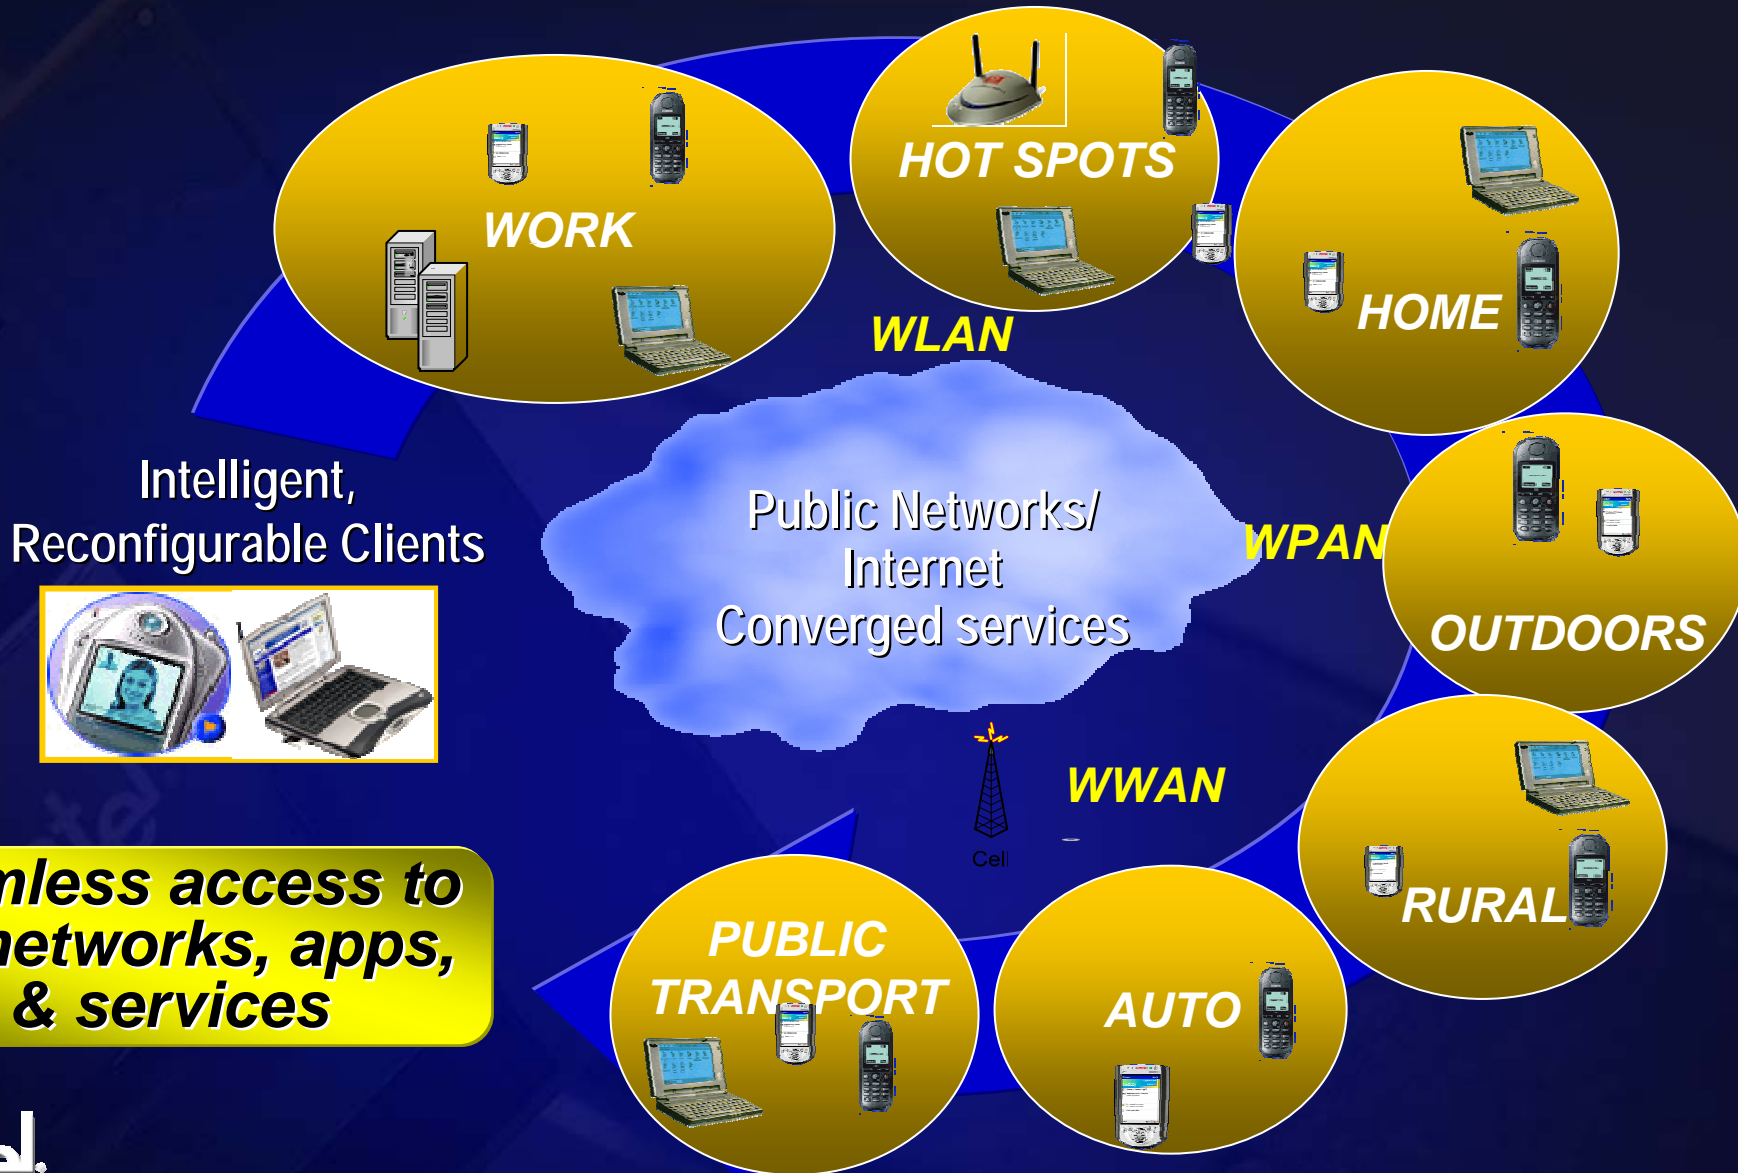 HOT SPOTS
WORK
HOME
WLAN
Intelligent,
Reconfigurable Clients
Public Networks/
Internet
Converged services
WPAN
OUTDOORS
WWAN
Cell
RURAL
mless access to
networks, apps,
& services
PUBLIC
TRANSPORT
AUTO
el.